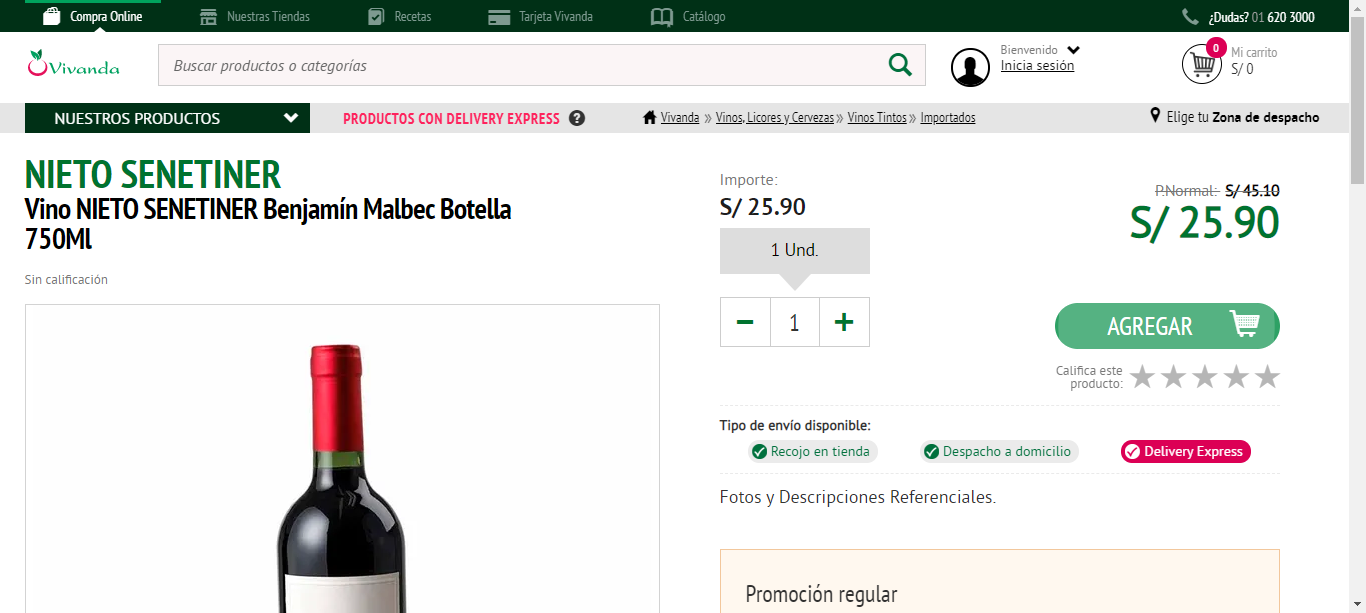 Compra Online
Nuestras Tiendas
Recetas
Tarjeta Vivanda
Catálogo
¿Dudas? 01 620 3000
Vivanda
Buscar productos o categorías
Bienvenido
Inicia sesión
0
Mi carrito
S/ 0
NUESTROS PRODUCTOS
PRODUCTOS CON DELIVERY EXPRESS ?
Vivanda » Vinos, Licores y Cervezas » Vinos Tintos » Importados
Elige tu Zona de despacho
NIETO SENETINER
Vino NIETO SENETINER Benjamín Malbec Botella
750Ml
Sin calificación
Importe:
S/ 25.90
1 Und.
− 1 +
P.Normal: S/ 45.10
S/ 25.90
AGREGAR
Califica este
producto:
Tipo de envío disponible:
Recojo en tienda
Despacho a domicilio
Delivery Express
Fotos y Descripciones Referenciales.
Promoción regular